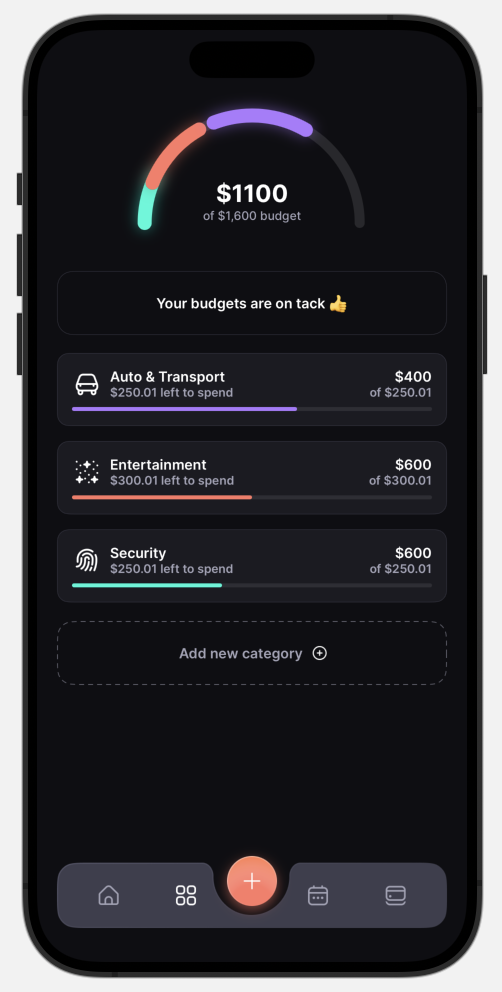 $1100
of $1,600 budget
Your budgets are on tack 👍
Auto & Transport
$400
$250.01 left to spend
of $250.01
Entertainment
$600
$300.01 left to spend
of $300.01
Security
$600
$250.01 left to spend
of $250.01
Add new category